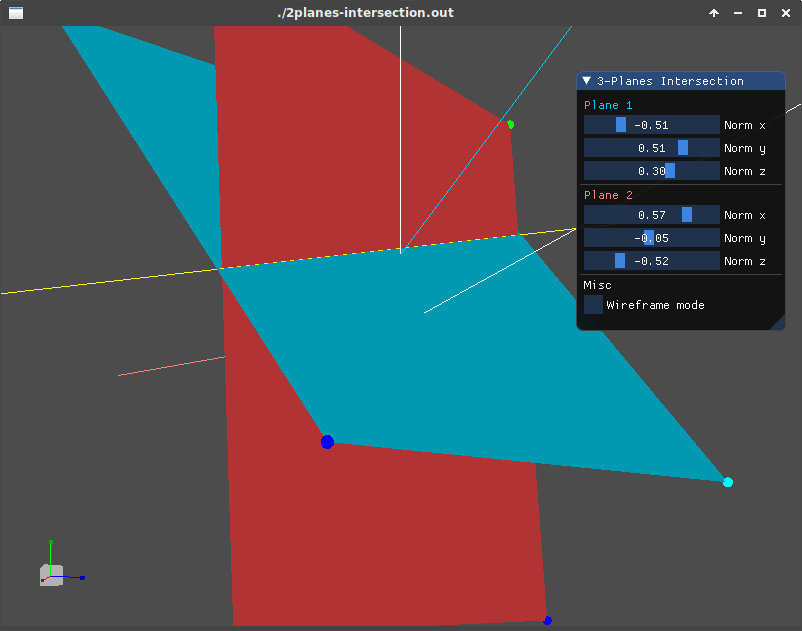 ./2planes-intersection.out
3-Planes Intersection
Plane 1
-0.51 Norm x
0.51 Norm y
0.30 Norm z
Plane 2
0.57 Norm x
-0.05 Norm y
-0.52 Norm z
Misc
Wireframe mode